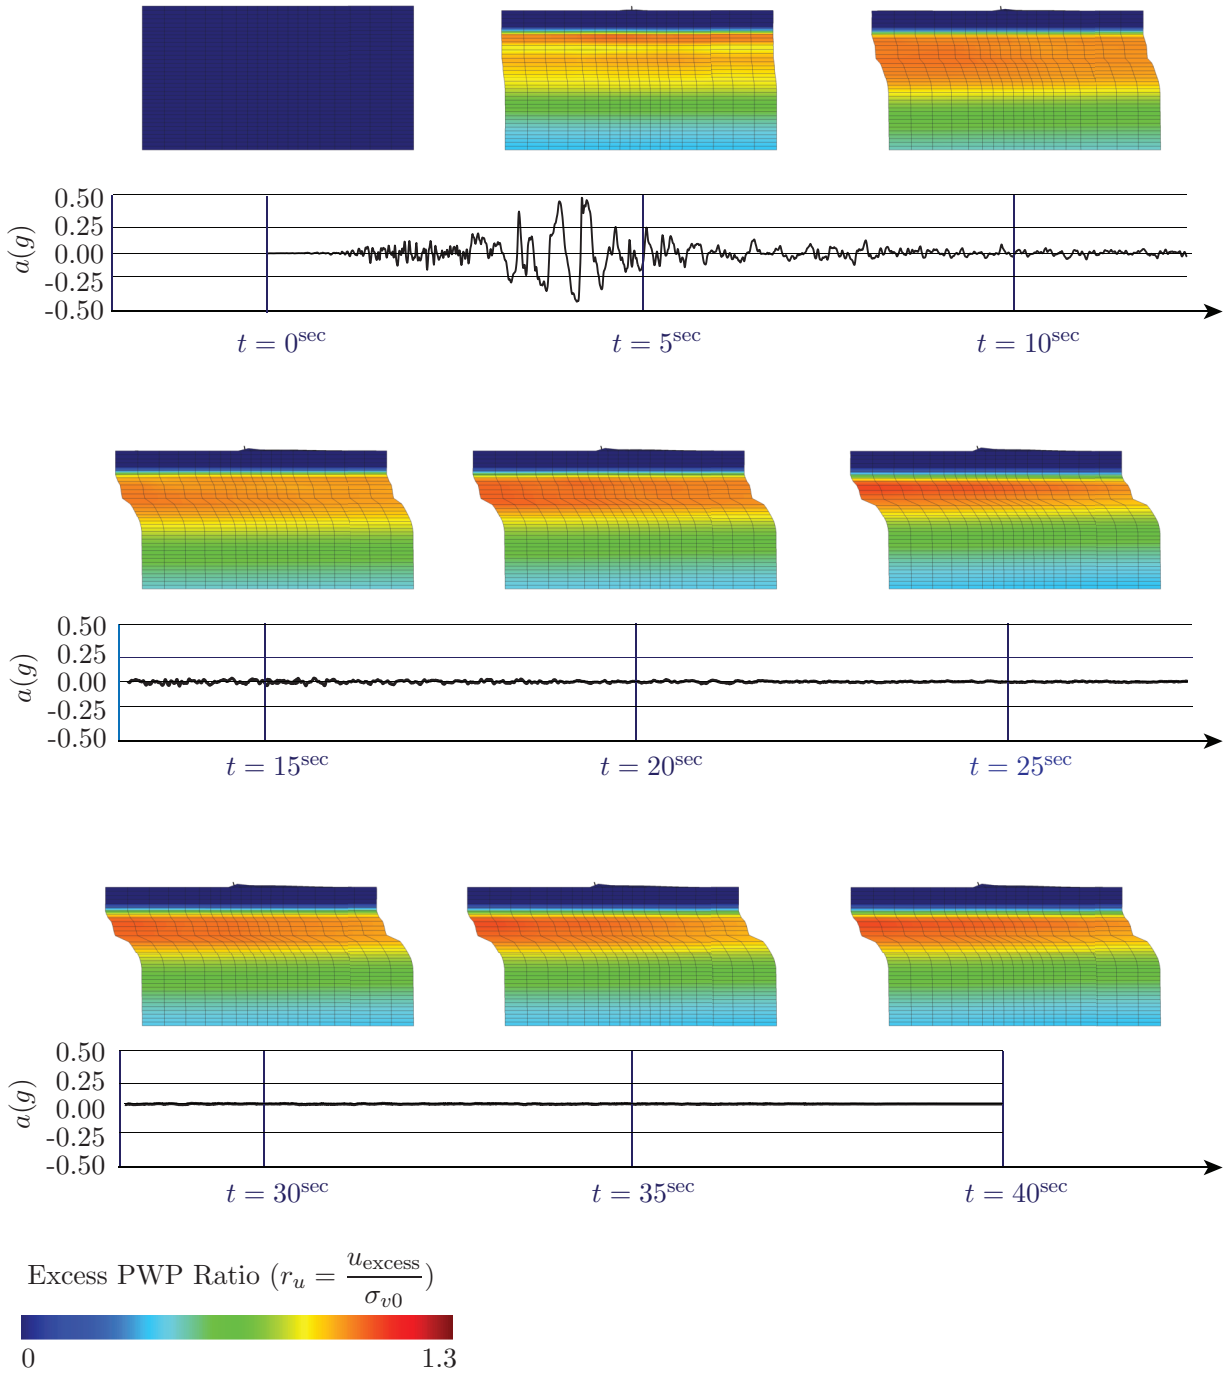 0.50
0.25
0.00
-0.25
-0.50
a(g)
t = 0sec t = 5sec t = 10sec
0.50
0.25
0.00
-0.25
-0.50
a(g)
t = 15sec t = 20sec t = 25sec
0.50
0.25
0.00
-0.25
-0.50
a(g)
t = 30sec t = 35sec t = 40sec
Excess PWP Ratio (ru = uexcess/σv0)
0 1.3